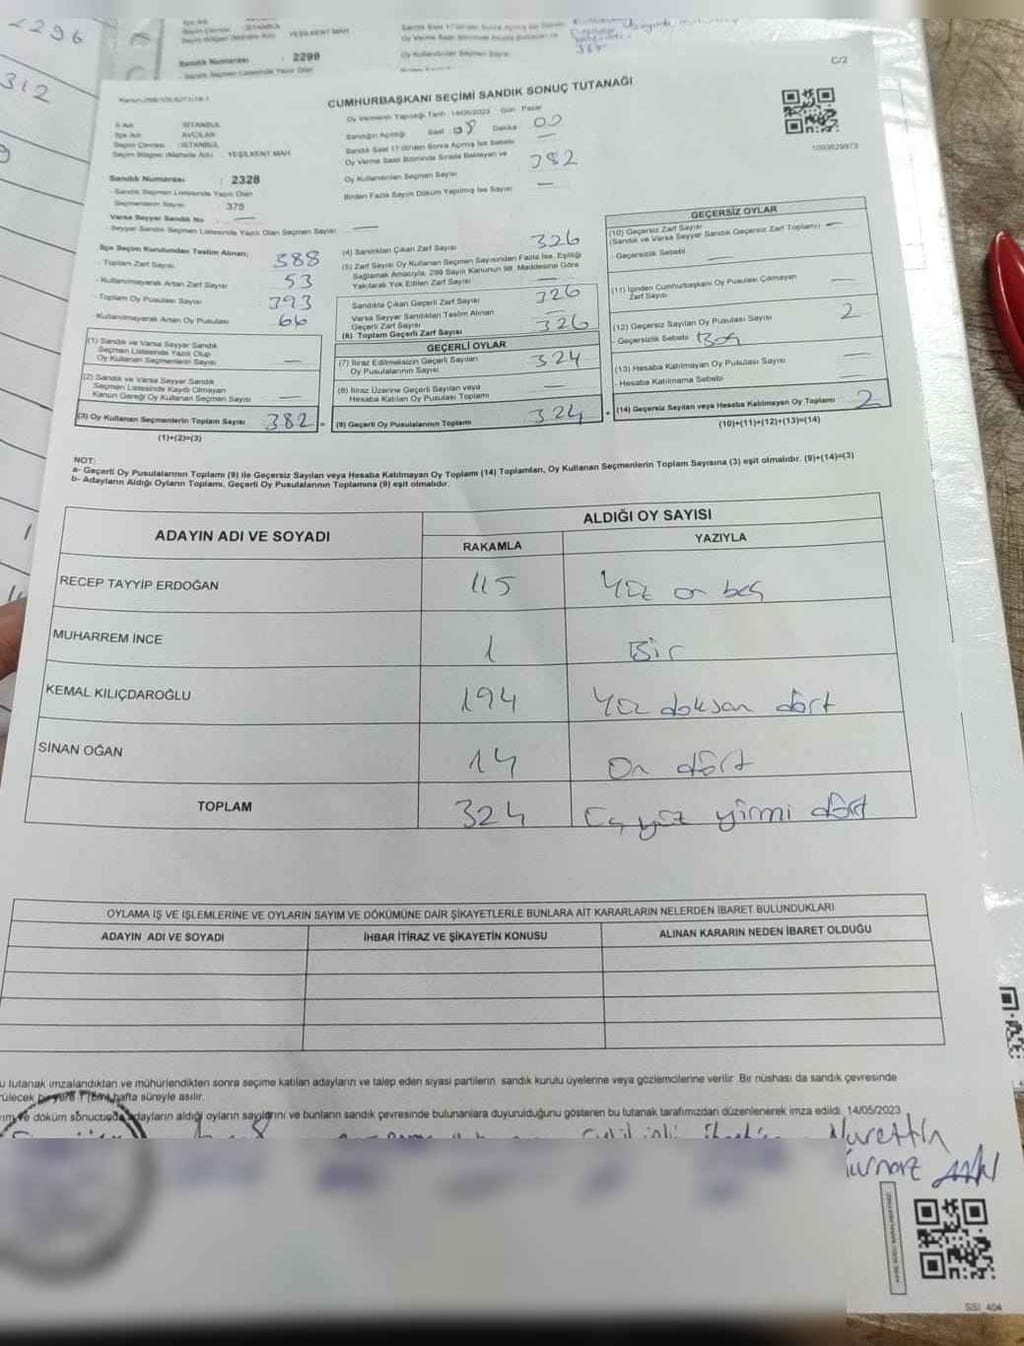 2296
312
YEŞİLKENT MAH
Sandık Numarası : 2298
C/2
CUMHURBAŞKANI SEÇİMİ SANDIK SONUÇ TUTANAĞI
Oy Vermenin Yapıldığı Tarih 14/05/2023 Gün Pazar
İl Adı İSTANBUL
İlçe Adı AVCILAR
Seçim Çevresi İSTANBUL
Seçim Bölgesi (Mahalle Adı) YEŞİLKENT MAH
Sandığın Açıldığı Saat 08 Dakika 00
Sandık Saat 17:00'den Sonra Açılmış İse Sebebi —
Oy Verme Saati Bitiminde Sırada Bekleyen ve
Oy Kullandırılan Seçmen Sayısı 382
Birden Fazla Sayım Döküm Yapılmış İse Sayısı —
Sandık Numarası : 2328
Sandık Seçmen Listesinde Yazılı Olan
Seçmenlerin Sayısı 375
Varsa Seyyar Sandık No —
Seyyar Sandık Seçmen Listesinde Yazılı Olan Seçmen Sayısı —
İlçe Seçim Kurulundan Teslim Alınan;
- Toplam Zarf Sayısı 388
- Kullanılmayarak Artan Zarf Sayısı 53
- Toplam Oy Pusulası Sayısı 393
- Kullanılmayarak Artan Oy Pusulası 66
(1) Sandık ve Varsa Seyyar Sandık
Seçmen Listesinde Yazılı Olup
Oy Kullanan Seçmenlerin Sayısı —
(2) Sandık ve Varsa Seyyar Sandık
Seçmen Listesinde Kayıtlı Olmayan
Kanun Gereği Oy Kullanan Seçmen Sayısı —
(3) Oy Kullanan Seçmenlerin Toplam Sayısı 382
(1)+(2)=(3)
(4) Sandıktan Çıkan Zarf Sayısı 326
(5) Zarf Sayısı Oy Kullanan Seçmen Sayısından Fazla İse, Eşitliği
Sağlamak Amacıyla, 298 Sayılı Kanunun 98. Maddesine Göre
Yakılarak Yok Edilen Zarf Sayısı —
Sandıkta Çıkan Geçerli Zarf Sayısı 326
Varsa Seyyar Sandıktan Teslim Alınan
Geçerli Zarf Sayısı —
(6) Toplam Geçerli Zarf Sayısı 326
GEÇERLİ OYLAR
(7) İtiraz Edilmeksizin Geçerli Sayılan
Oy Pusulalarının Sayısı 324
(8) İtiraz Üzerine Geçerli Sayılan veya
Hesaba Katılan Oy Pusulası Toplamı —
(9) Geçerli Oy Pusulalarının Toplamı 324
1093029973
GEÇERSİZ OYLAR
(10) Geçersiz Zarf Sayısı
(Sandık ve Varsa Seyyar Sandık Geçersiz Zarf Toplamı) —
Geçersizlik Sebebi —
(11) İçinden Cumhurbaşkanı Oy Pusulası Çıkmayan
Zarf Sayısı —
(12) Geçersiz Sayılan Oy Pusulası Sayısı 2
- Geçersizlik Sebebi Boş
(13) Hesaba Katılmayan Oy Pusulası Sayısı —
- Hesaba Katılmama Sebebi —
(14) Geçersiz Sayılan veya Hesaba Katılmayan Oy Toplamı 2
(10)+(11)+(12)+(13)=(14)
NOT:
a- Geçerli Oy Pusulalarının Toplamı (9) ile Geçersiz Sayılan veya Hesaba Katılmayan Oy Toplamı (14) Toplamları, Oy Kullanan Seçmenlerin Toplam Sayısına (3) eşit olmalıdır. (9)+(14)=(3)
b- Adayların Aldığı Oyların Toplamı, Geçerli Oy Pusulalarının Toplamına (9) eşit olmalıdır.
ADAYIN ADI VE SOYADI ALDIĞI OY SAYISI
RAKAMLA YAZIYLA
RECEP TAYYİP ERDOĞAN 115 Yüz on beş
MUHARREM İNCE 1 Bir
KEMAL KILIÇDAROĞLU 194 Yüz doksan dört
SİNAN OĞAN 14 On dört
TOPLAM 324 Üç yüz yirmi dört
OYLAMA İŞ VE İŞLEMLERİNE VE OYLARIN SAYIM VE DÖKÜMÜNE DAİR ŞİKAYETLERLE BUNLARA AİT KARARLARIN NELERDEN İBARET BULUNDUKLARI
ADAYIN ADI VE SOYADI İHBAR İTİRAZ VE ŞİKAYETİN KONUSU ALINAN KARARIN NEDEN İBARET OLDUĞU
u tutanak imzalandıktan ve mühürlendikten sonra seçime katılan adayların ve talep eden siyasi partilerin sandık kurulu üyelerine veya gözlemcilerine verilir. Bir nüshası da sandık çevresinde
hafta süreyle asılır.
döküm sonucunda adayların aldığı oyların sayılarını ve bunların sandık çevresinde bulunanlara duyurulduğunu gösteren bu tutanak tarafımızdan düzenlenerek imza edildi. 14/05/2023
Nurettin
SSI_404